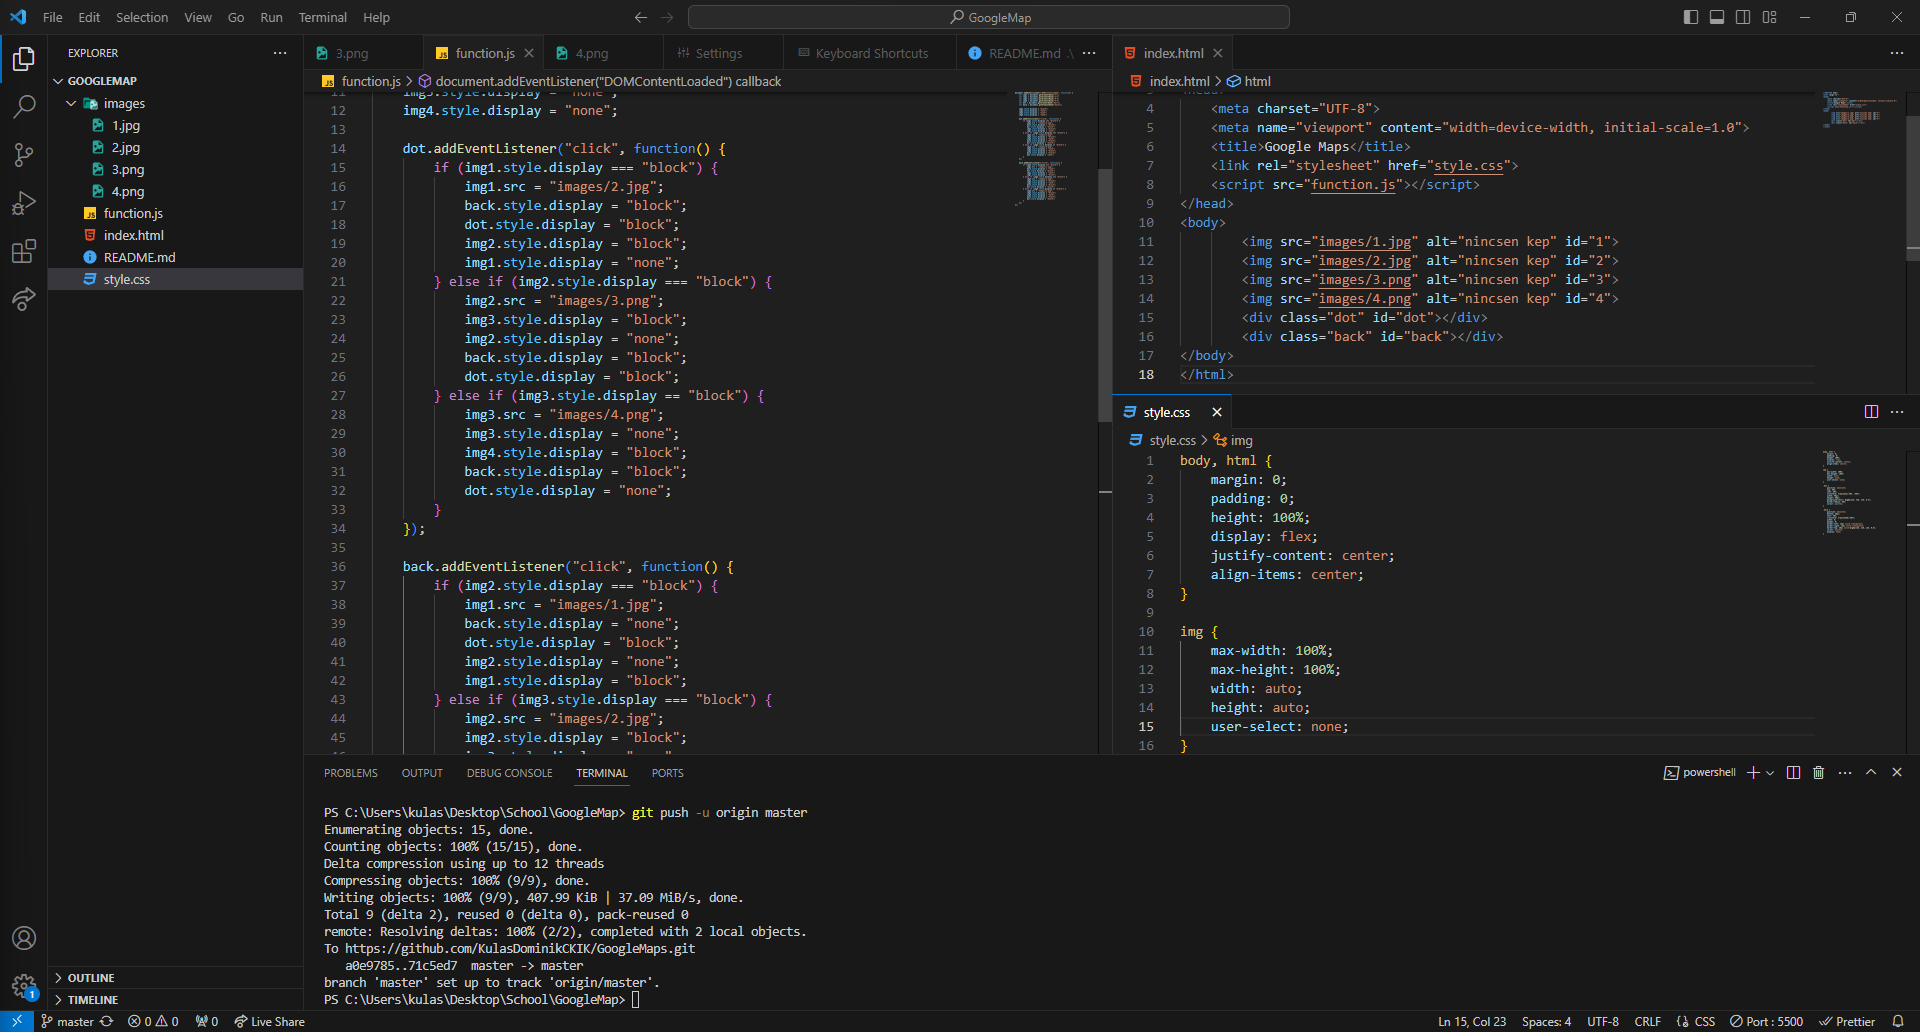 File Edit Selection View Go Run Terminal Help
GoogleMap
EXPLORER
GOOGLEMAP
images
1.jpg
2.jpg
3.png
4.png
function.js
index.html
README.md
style.css
OUTLINE
TIMELINE
3.png function.js 4.png Settings Keyboard Shortcuts README.md .\
function.js > document.addEventListener("DOMContentLoaded") callback
11 img3.style.display = "none";
12 img4.style.display = "none";
13
14 dot.addEventListener("click", function() {
15 if (img1.style.display === "block") {
16 img1.src = "images/2.jpg";
17 back.style.display = "block";
18 dot.style.display = "block";
19 img2.style.display = "block";
20 img1.style.display = "none";
21 } else if (img2.style.display === "block") {
22 img2.src = "images/3.png";
23 img3.style.display = "block";
24 img2.style.display = "none";
25 back.style.display = "block";
26 dot.style.display = "block";
27 } else if (img3.style.display == "block") {
28 img3.src = "images/4.png";
29 img3.style.display = "none";
30 img4.style.display = "block";
31 back.style.display = "block";
32 dot.style.display = "none";
33 }
34 });
35
36 back.addEventListener("click", function() {
37 if (img2.style.display === "block") {
38 img1.src = "images/1.jpg";
39 back.style.display = "none";
40 dot.style.display = "block";
41 img2.style.display = "none";
42 img1.style.display = "block";
43 } else if (img3.style.display === "block") {
44 img2.src = "images/2.jpg";
45 img2.style.display = "block";
index.html
index.html > html
4 <meta charset="UTF-8">
5 <meta name="viewport" content="width=device-width, initial-scale=1.0">
6 <title>Google Maps</title>
7 <link rel="stylesheet" href="style.css">
8 <script src="function.js"></script>
9 </head>
10 <body>
11 <img src="images/1.jpg" alt="nincsen kep" id="1">
12 <img src="images/2.jpg" alt="nincsen kep" id="2">
13 <img src="images/3.png" alt="nincsen kep" id="3">
14 <img src="images/4.png" alt="nincsen kep" id="4">
15 <div class="dot" id="dot"></div>
16 <div class="back" id="back"></div>
17 </body>
18 </html>
style.css
style.css > img
1 body, html {
2 margin: 0;
3 padding: 0;
4 height: 100%;
5 display: flex;
6 justify-content: center;
7 align-items: center;
8 }
9
10 img {
11 max-width: 100%;
12 max-height: 100%;
13 width: auto;
14 height: auto;
15 user-select: none;
16 }
PROBLEMS OUTPUT DEBUG CONSOLE TERMINAL PORTS
powershell
PS C:\Users\kulas\Desktop\School\GoogleMap> git push -u origin master
Enumerating objects: 15, done.
Counting objects: 100% (15/15), done.
Delta compression using up to 12 threads
Compressing objects: 100% (9/9), done.
Writing objects: 100% (9/9), 407.99 KiB | 37.09 MiB/s, done.
Total 9 (delta 2), reused 0 (delta 0), pack-reused 0
remote: Resolving deltas: 100% (2/2), completed with 2 local objects.
To https://github.com/KulasDominikCKIK/GoogleMaps.git
a0e9785..71c5ed7 master -> master
branch 'master' set up to track 'origin/master'.
PS C:\Users\kulas\Desktop\School\GoogleMap>
1
master 0 0 0 Live Share
Ln 15, Col 23 Spaces: 4 UTF-8 CRLF {} CSS Port : 5500 Prettier